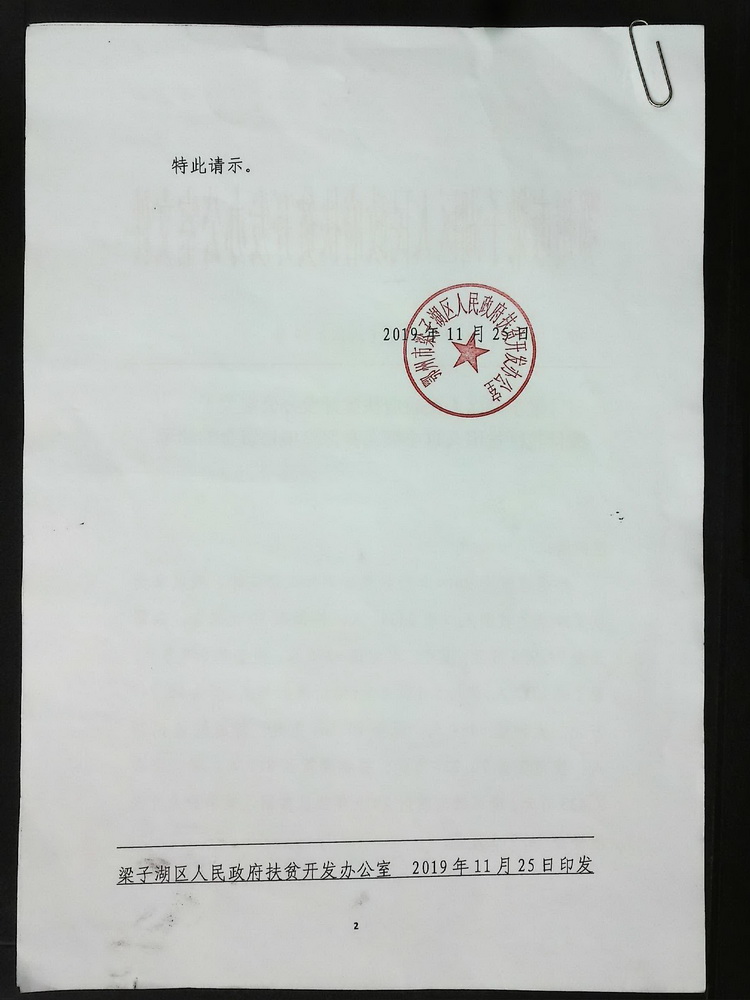 特此请示。
鄂州市梁子湖区人民政府扶贫开发办公室
2019年11月25日
梁子湖区人民政府扶贫开发办公室 2019年11月25日印发
2